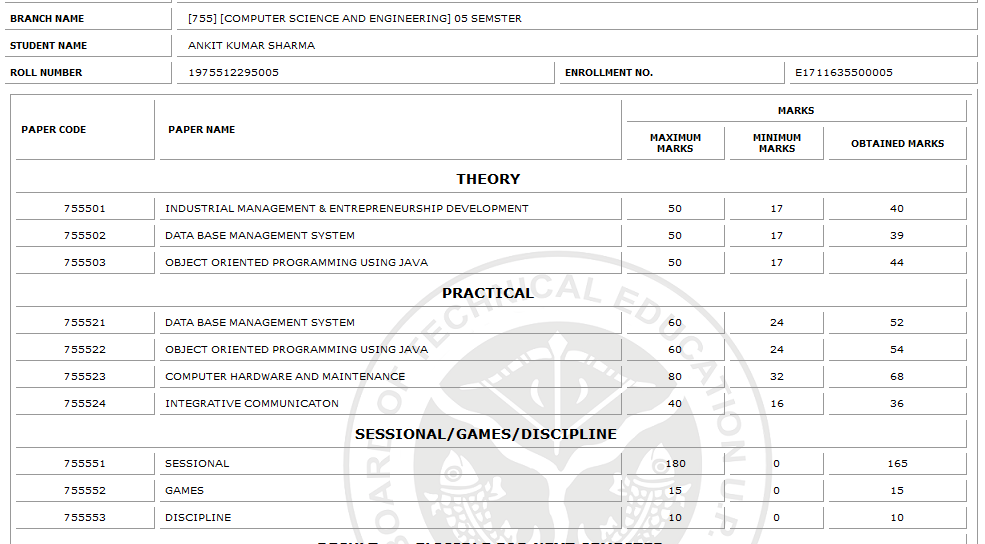 BRANCH NAME [755] [COMPUTER SCIENCE AND ENGINEERING] 05 SEMSTER
STUDENT NAME ANKIT KUMAR SHARMA
ROLL NUMBER 1975512295005 ENROLLMENT NO. E1711635500005
MARKS
PAPER CODE PAPER NAME MAXIMUM MARKS MINIMUM MARKS OBTAINED MARKS
THEORY
755501 INDUSTRIAL MANAGEMENT & ENTREPRENEURSHIP DEVELOPMENT 50 17 40
755502 DATA BASE MANAGEMENT SYSTEM 50 17 39
755503 OBJECT ORIENTED PROGRAMMING USING JAVA 50 17 44
PRACTICAL
755521 DATA BASE MANAGEMENT SYSTEM 60 24 52
755522 OBJECT ORIENTED PROGRAMMING USING JAVA 60 24 54
755523 COMPUTER HARDWARE AND MAINTENANCE 80 32 68
755524 INTEGRATIVE COMMUNICATON 40 16 36
SESSIONAL/GAMES/DISCIPLINE
755551 SESSIONAL 180 0 165
755552 GAMES 15 0 15
755553 DISCIPLINE 10 0 10
BOARD OF TECHNICAL EDUCATION U.P.